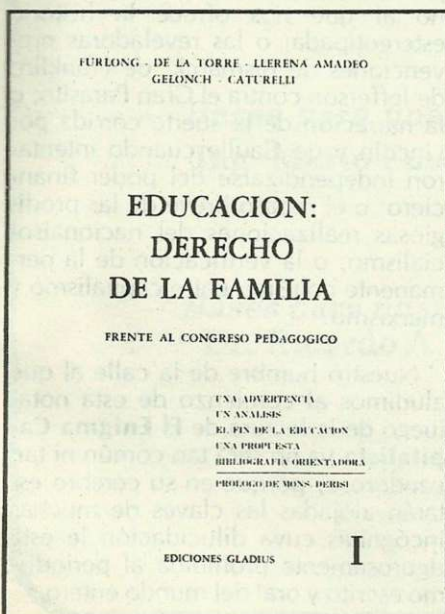 FURLONG - DE LA TORRE - LLERENA AMADEO
GELONCH - CATURELLI
EDUCACION:
DERECHO
DE LA FAMILIA
FRENTE AL CONGRESO PEDAGOGICO
UNA ADVERTENCIA
UN ANALISIS
EL FIN DE LA EDUCACION
UNA PROPUESTA
BIBLIOGRAFIA ORIENTADORA
PROLOGO DE MONS. DERISI
EDICIONES GLADIUS
I